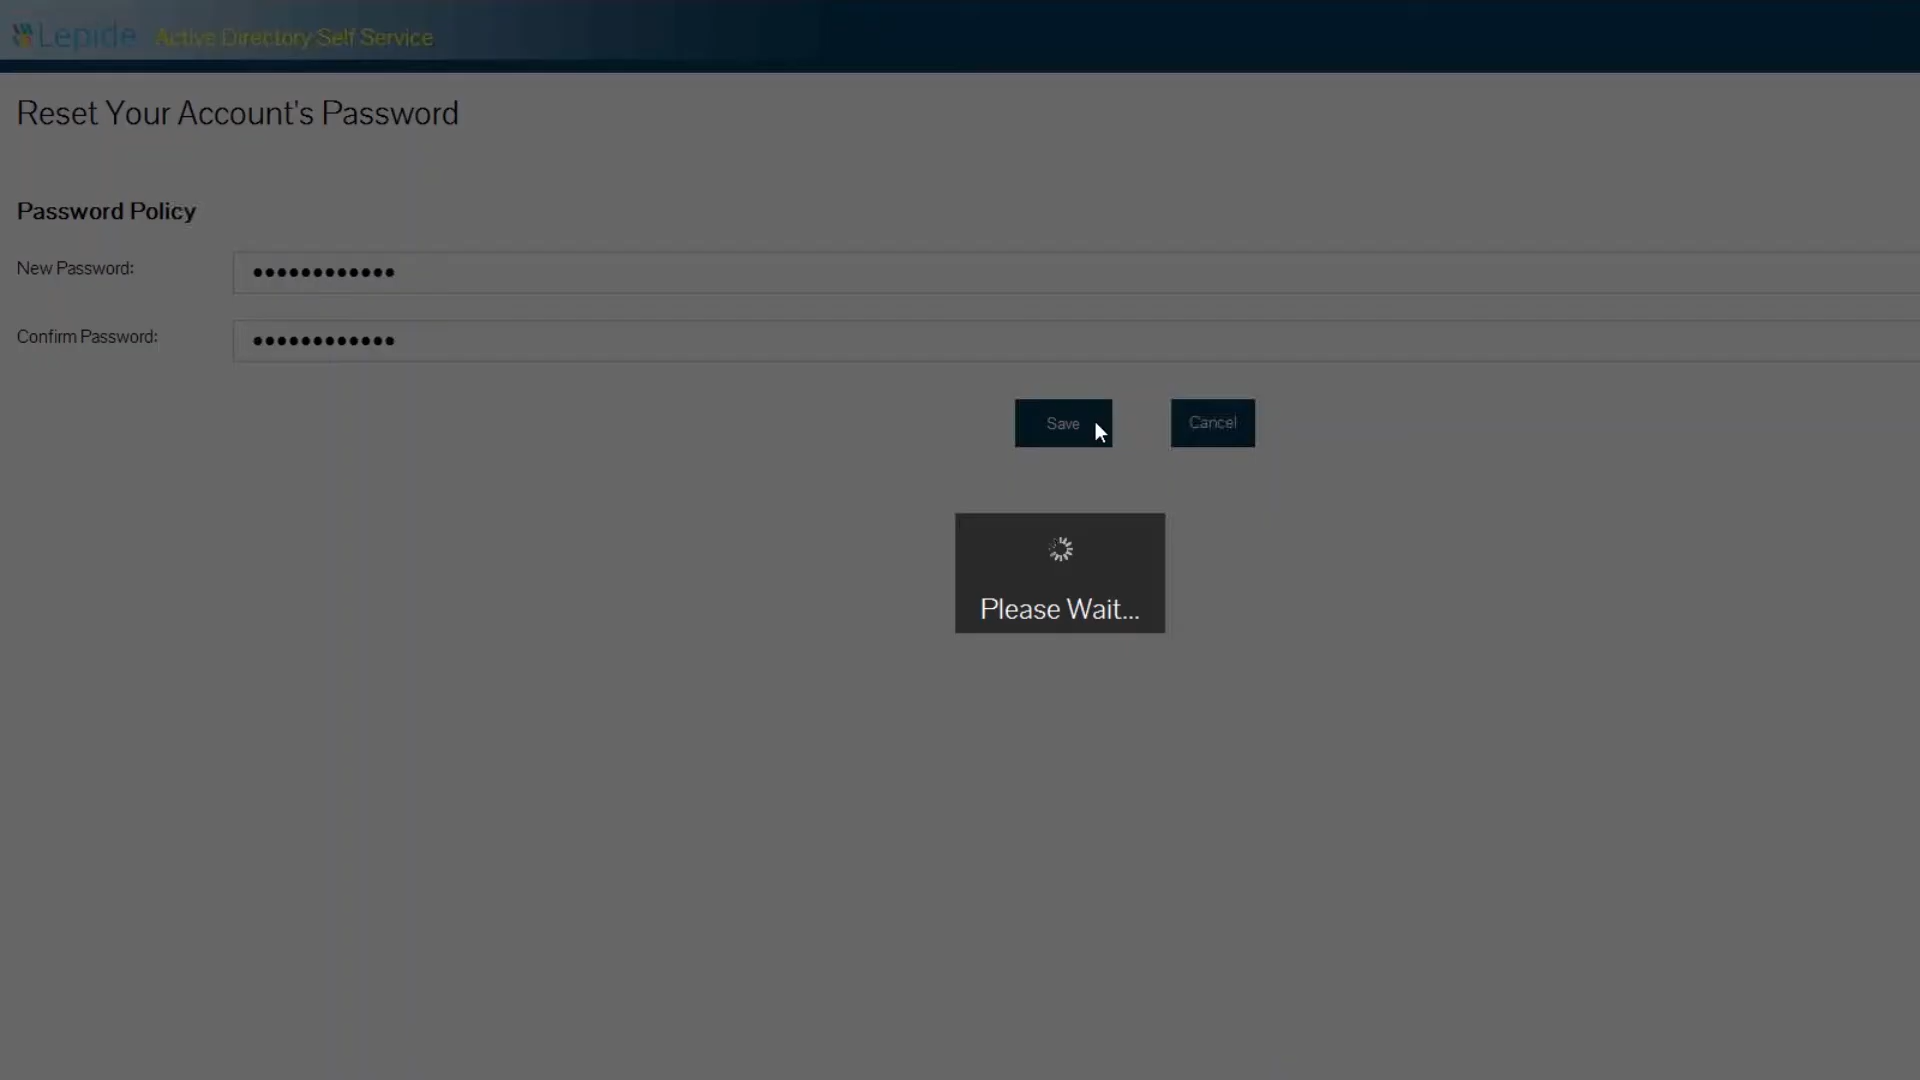 Lepide Active Directory Self Service
Reset Your Account's Password
Password Policy
New Password: ••••••••••••
Confirm Password: ••••••••••••
Save Cancel
Please Wait...